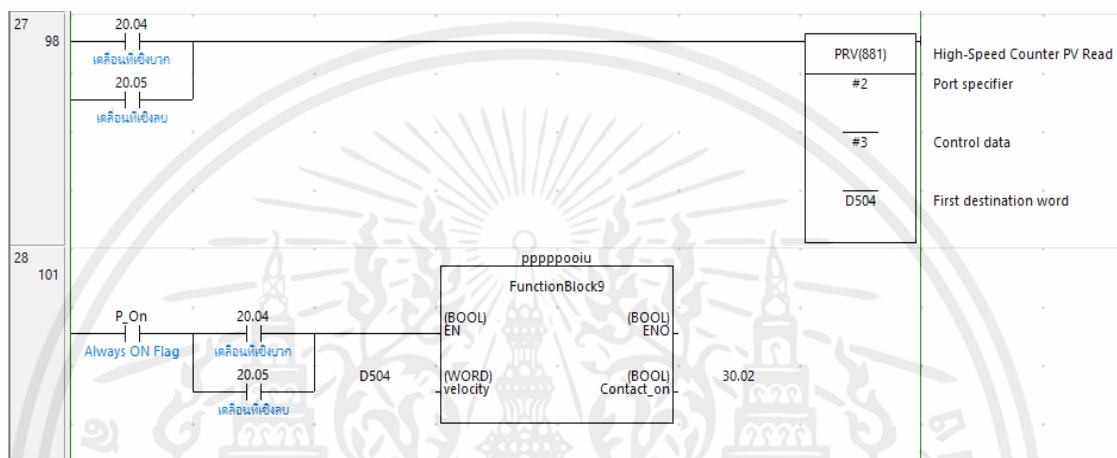 27
98
20.04
เคลื่อนที่เชิงบวก
20.05
เคลื่อนที่เชิงลบ
PRV(881)
High-Speed Counter PV Read
#2
Port specifier
#3
Control data
D504
First destination word
28
101
pppppooiu
FunctionBlock9
P_On
20.04
(BOOL)
EN
(BOOL)
ENO
Always ON Flag
เคลื่อนที่เชิงบวก
20.05
D504
(WORD)
velocity
(BOOL)
Contact_on
30.02
เคลื่อนที่เชิงลบ